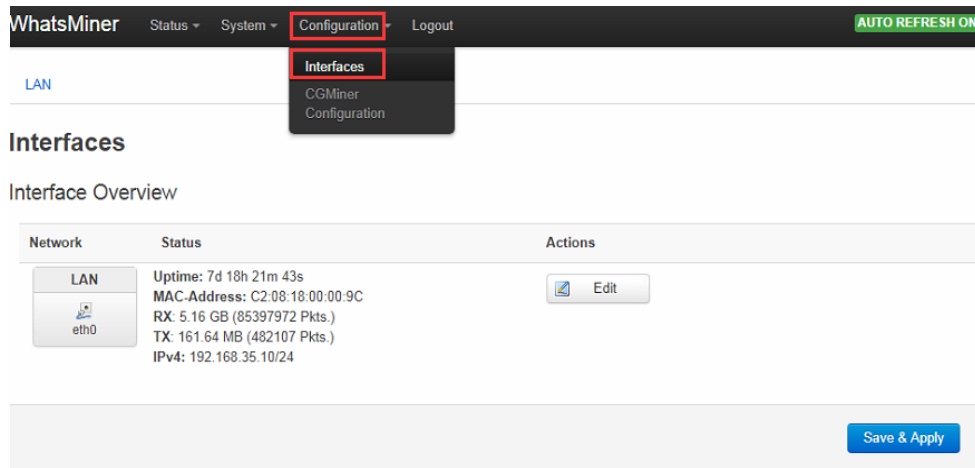 WhatsMiner Status System Configuration Logout AUTO REFRESH ON
Interfaces
CGMiner
Configuration
LAN
Interfaces
Interface Overview
Network Status Actions
LAN
eth0
Uptime: 7d 18h 21m 43s
MAC-Address: C2:08:18:00:00:9C
RX: 5.16 GB (85397972 Pkts.)
TX: 161.64 MB (482107 Pkts.)
IPv4: 192.168.35.10/24
Edit
Save & Apply